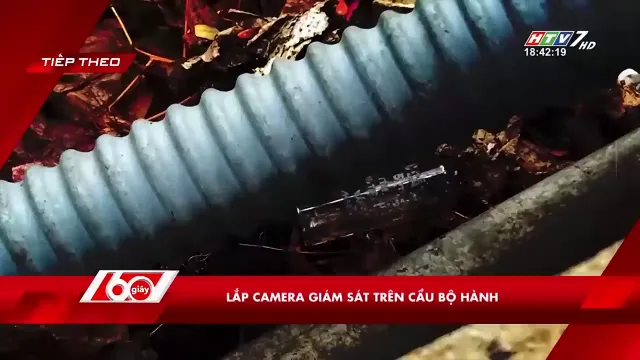 TIẾP THEO
HTV7 HD
18:42:19
60 giây
LẮP CAMERA GIÁM SÁT TRÊN CẦU BỘ HÀNH